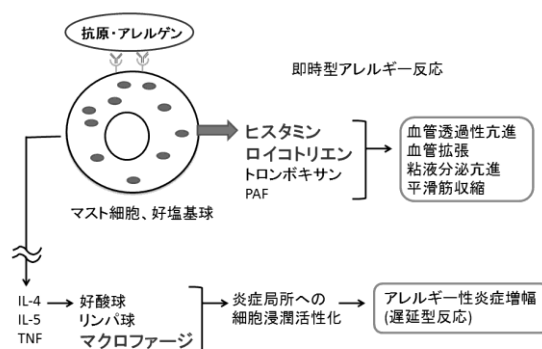 抗原・アレルゲン
即時型アレルギー反応
ヒスタミン
ロイコトリエン
トロンボキサン
PAF
血管透過性亢進
血管拡張
粘液分泌亢進
平滑筋収縮
マスト細胞、好塩基球
IL-4
IL-5
TNF
好酸球
リンパ球
マクロファージ
炎症局所への
細胞浸潤活性化
アレルギー性炎症増幅
(遅延型反応)